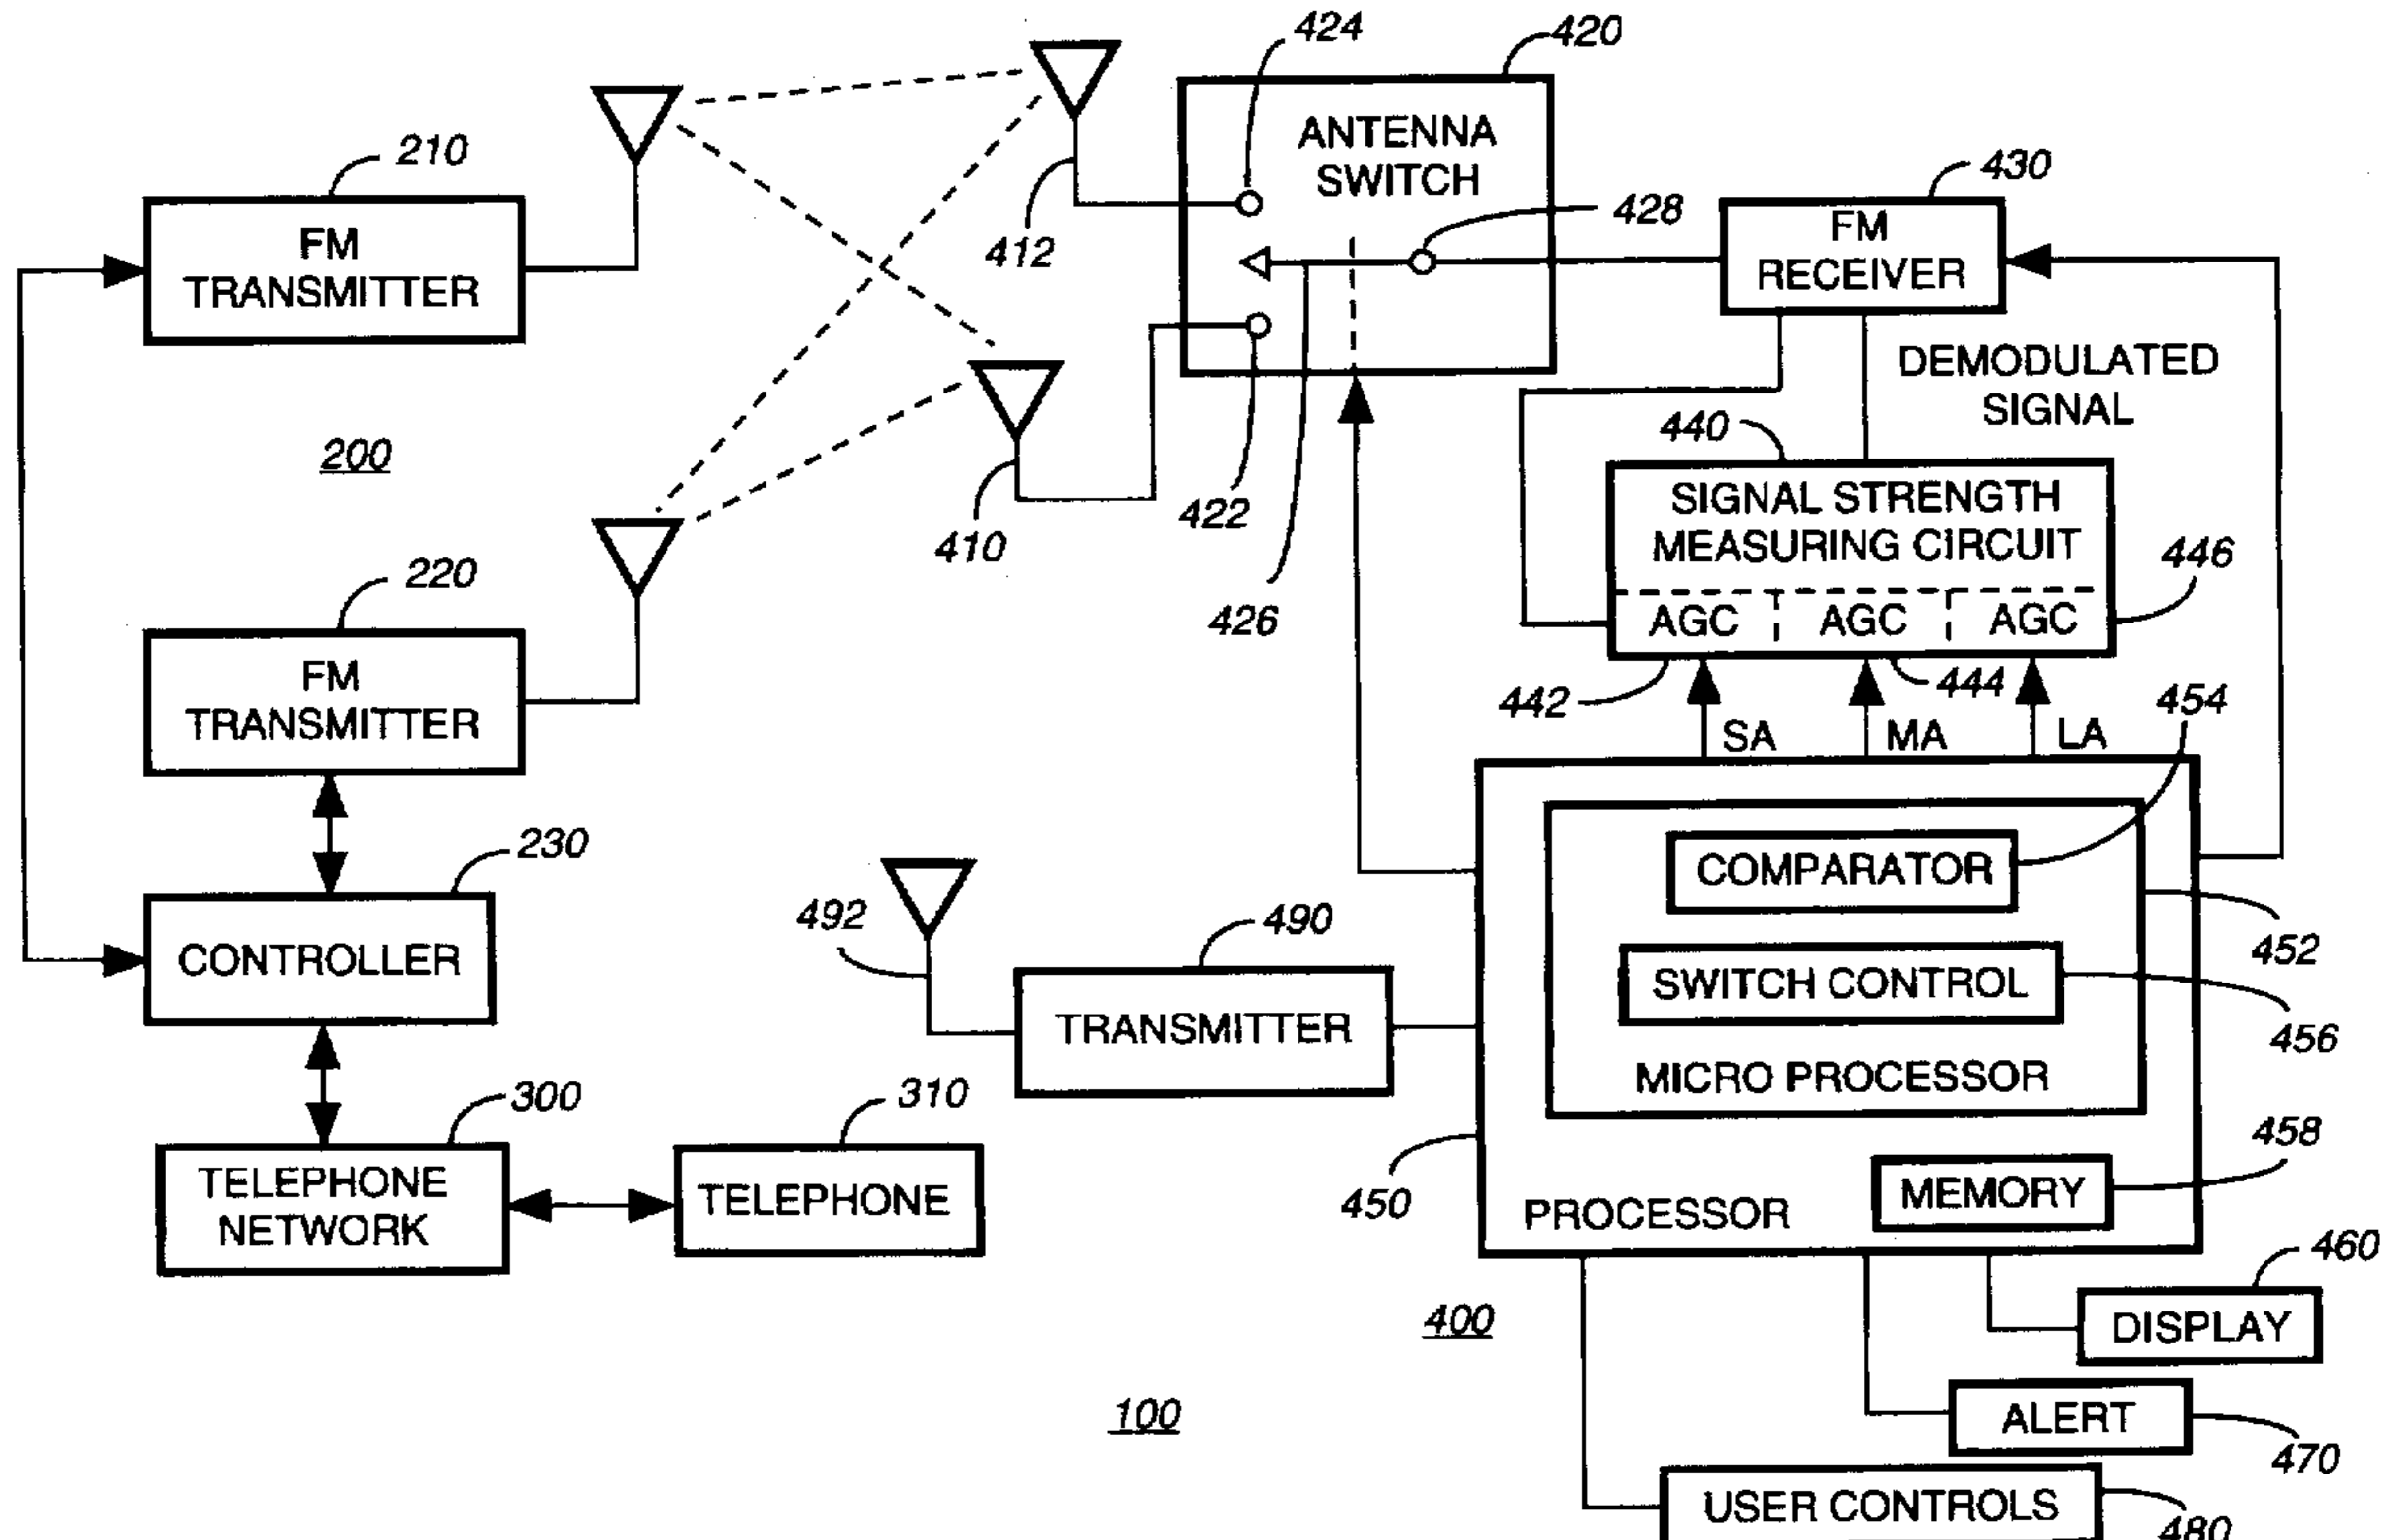 424
420
210
ANTENNA
SWITCH
430
FM
TRANSMITTER
412
428
FM
RECEIVER
DEMODULATED
SIGNAL
200
440
422
410
SIGNAL STRENGTH
MEASURING CIRCUIT
446
220
426
AGC
AGC
AGC
FM
TRANSMITTER
442
444
454
SA
MA
LA
230
COMPARATOR
492
490
452
CONTROLLER
SWITCH CONTROL
TRANSMITTER
456
MICRO PROCESSOR
300
310
458
TELEPHONE
NETWORK
TELEPHONE
450
PROCESSOR
MEMORY
460
400
DISPLAY
100
ALERT
470
USER CONTROLS
480